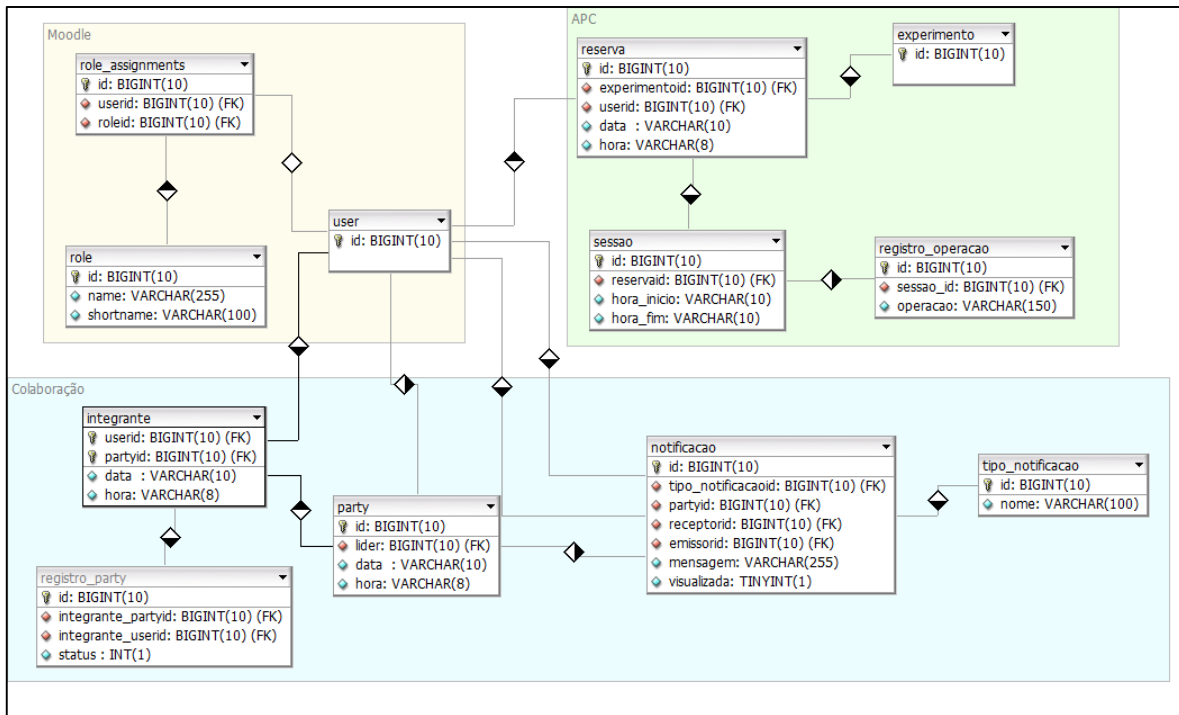 Moodle
role_assignments
id: BIGINT(10)
userid: BIGINT(10) (FK)
roleid: BIGINT(10) (FK)
role
id: BIGINT(10)
name: VARCHAR(255)
shortname: VARCHAR(100)
user
id: BIGINT(10)
APC
reserva
id: BIGINT(10)
experimentoid: BIGINT(10) (FK)
userid: BIGINT(10) (FK)
data : VARCHAR(10)
hora: VARCHAR(8)
experimento
id: BIGINT(10)
sessao
id: BIGINT(10)
reservaid: BIGINT(10) (FK)
hora_inicio: VARCHAR(10)
hora_fim: VARCHAR(10)
registro_operacao
id: BIGINT(10)
sessao_id: BIGINT(10) (FK)
operacao: VARCHAR(150)
Colaboração
integrante
userid: BIGINT(10) (FK)
partyid: BIGINT(10) (FK)
data : VARCHAR(10)
hora: VARCHAR(8)
registro_party
id: BIGINT(10)
integrante_partyid: BIGINT(10) (FK)
integrante_userid: BIGINT(10) (FK)
status : INT(1)
party
id: BIGINT(10)
lider: BIGINT(10) (FK)
data : VARCHAR(10)
hora: VARCHAR(8)
notificacao
id: BIGINT(10)
tipo_notificacaoid: BIGINT(10) (FK)
partyid: BIGINT(10) (FK)
receptorid: BIGINT(10) (FK)
emissorid: BIGINT(10) (FK)
mensagem: VARCHAR(255)
visualizada: TINYINT(1)
tipo_notificacao
id: BIGINT(10)
nome: VARCHAR(100)